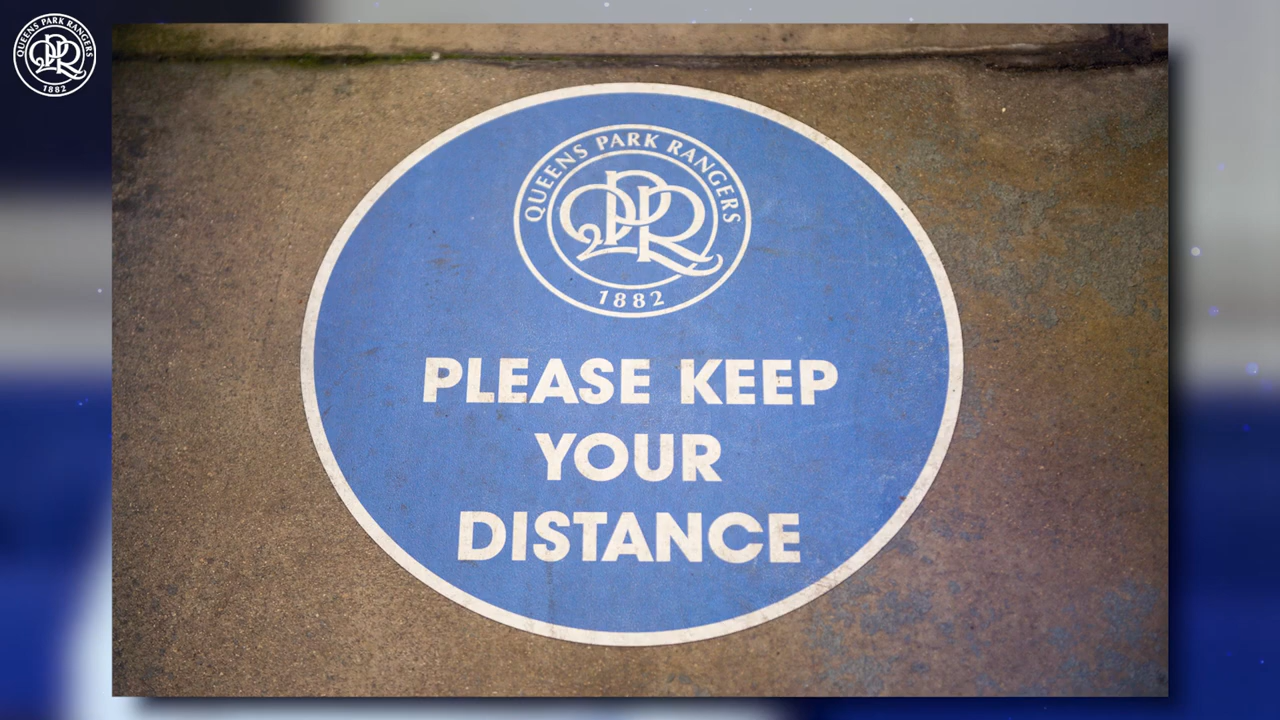 QUEENS PARK RANGERS
QPR
1882
QUEENS PARK RANGERS
QPR
1882
PLEASE KEEP
YOUR
DISTANCE